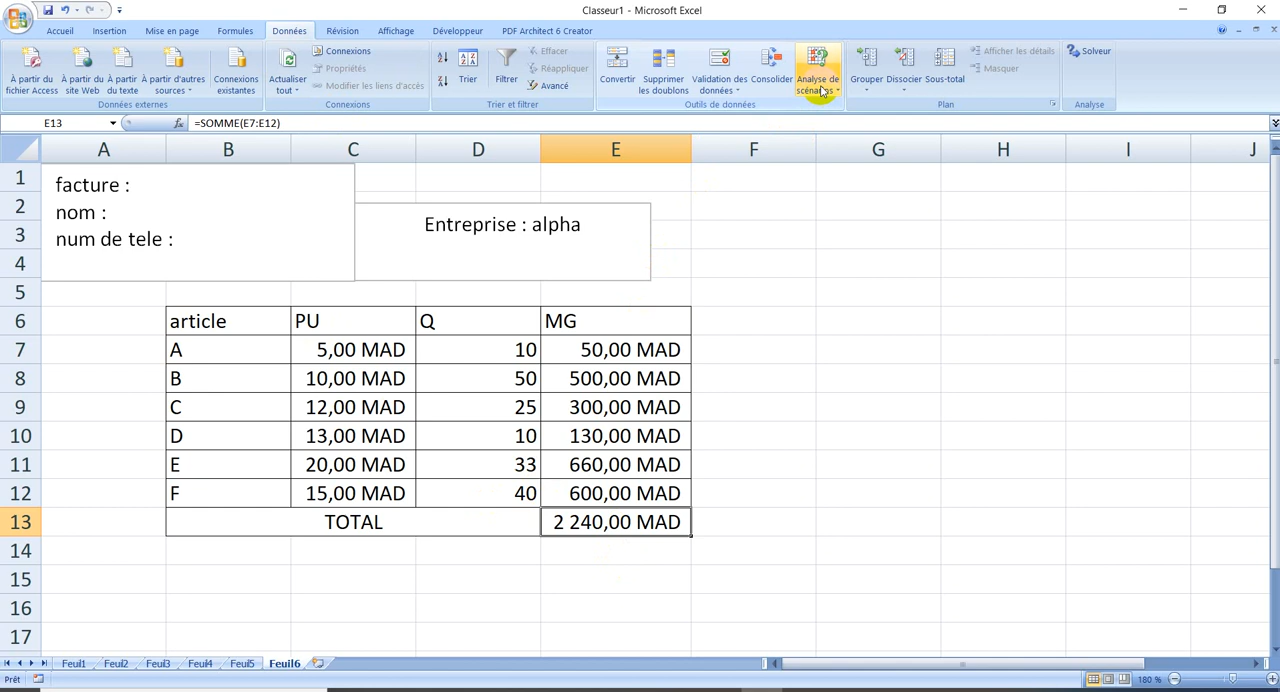 Classeur1 - Microsoft Excel
Accueil Insertion Mise en page Formules Données Révision Affichage Développeur PDF Architect 6 Creator
À partir du fichier Access
À partir du site Web
À partir du texte
À partir d'autres sources
Connexions existantes
Données externes
Actualiser tout
Connexions
Propriétés
Modifier les liens d'accès
Connexions
Trier
Filtrer
Effacer
Réappliquer
Avancé
Trier et filtrer
Convertir
Supprimer les doublons
Validation des données
Consolider
Analyse de scénarios
Outils de données
Grouper
Dissocier
Sous-total
Afficher les détails
Masquer
Plan
Solveur
Analyse
E13 fx =SOMME(E7:E12)
A B C D E F G H I J
1
2
3
4
5
6
7
8
9
10
11
12
13
14
15
16
17
facture :
nom :
num de tele :
Entreprise : alpha
article PU Q MG
A 5,00 MAD 10 50,00 MAD
B 10,00 MAD 50 500,00 MAD
C 12,00 MAD 25 300,00 MAD
D 13,00 MAD 10 130,00 MAD
E 20,00 MAD 33 660,00 MAD
F 15,00 MAD 40 600,00 MAD
TOTAL 2 240,00 MAD
Feuil1 Feuil2 Feuil3 Feuil4 Feuil5 Feuil6
Prêt 180 %